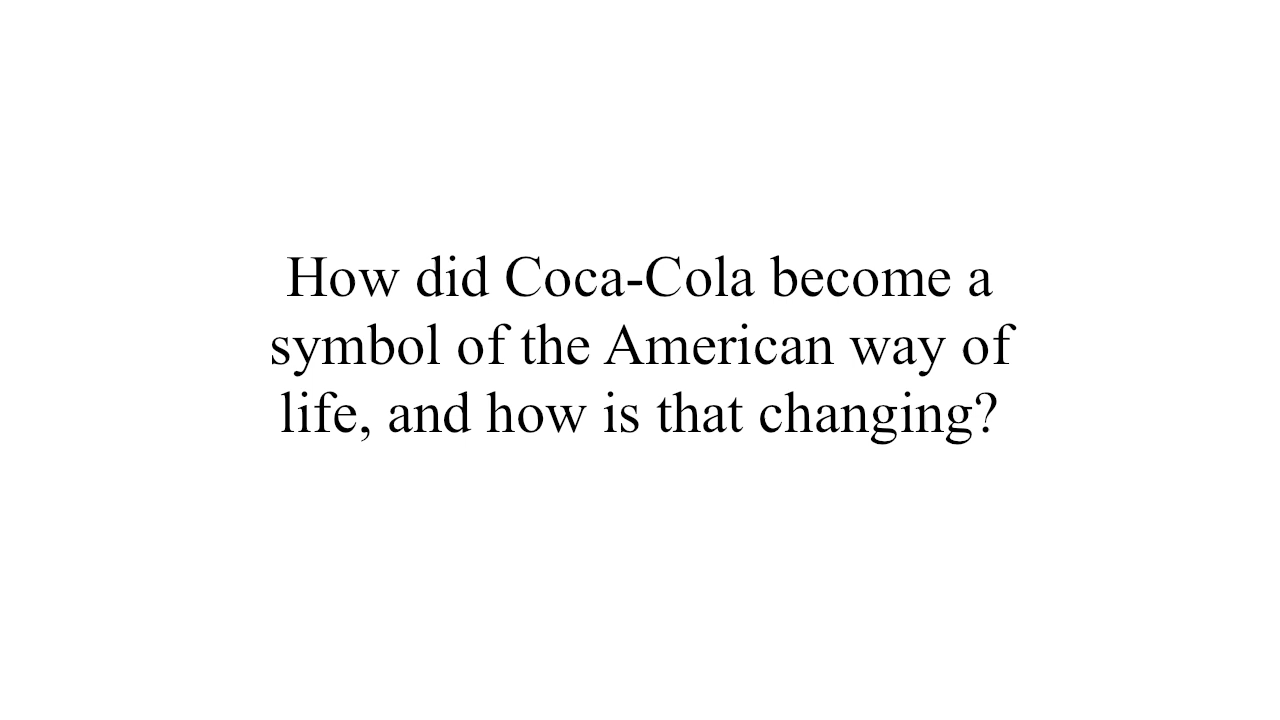 How did Coca-Cola become a
symbol of the American way of
life, and how is that changing?